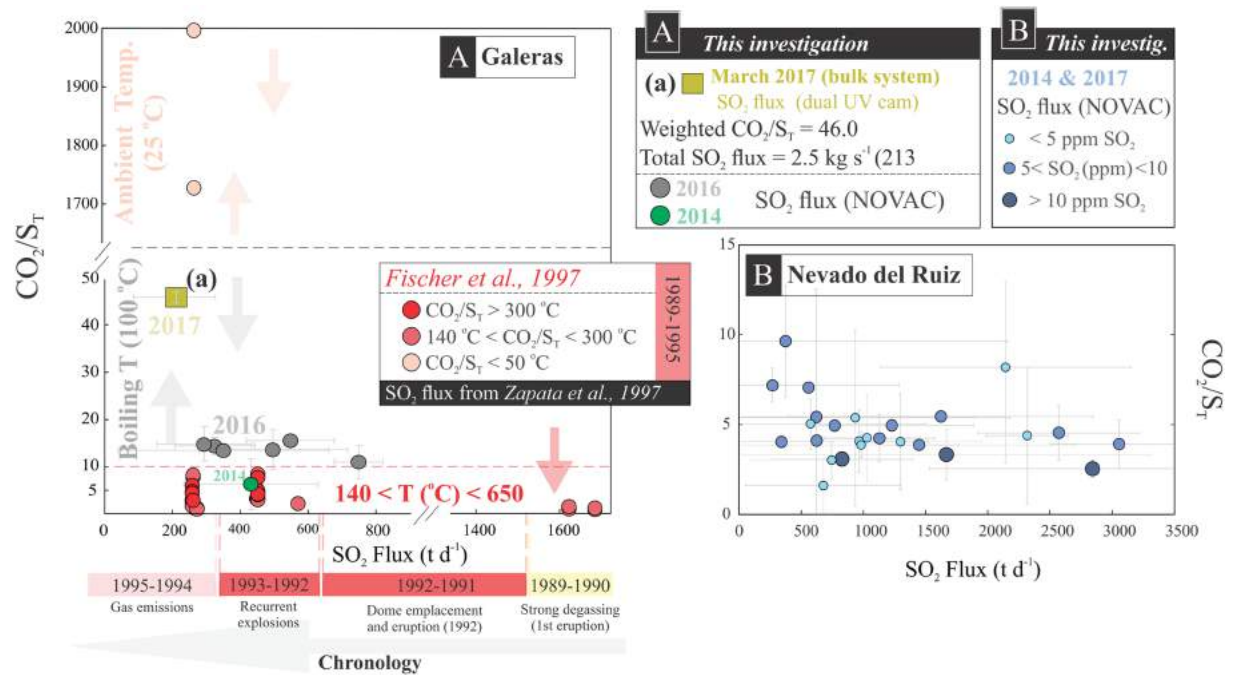 2000
1900
1800
1700
50
40
30
20
10
5
CO2/ST
Ambient Temp.
(25 °C)
Boiling T (100 °C)
A Galeras
(a)
2017
2016
2014
Fischer et al., 1997
CO2/ST > 300 °C
140 °C < CO2/ST < 300 °C
CO2/ST < 50 °C
1989-1995
SO2 flux from Zapata et al., 1997
140 < T (°C) < 650
0 200 400 600 800 1400 1600
SO2 Flux (t d-1)
1995-1994 1993-1992 1992-1991 1989-1990
Gas emissions
Recurrent
explosions
Dome emplacement
and eruption (1992)
Strong degassing
(1st eruption)
Chronology
A This investigation
(a) March 2017 (bulk system)
SO2 flux (dual UV cam)
Weighted CO2/ST = 46.0
Total SO2 flux = 2.5 kg s-1 (213
2016
2014
SO2 flux (NOVAC)
B This investig.
2014 & 2017
SO2 flux (NOVAC)
< 5 ppm SO2
5< SO2(ppm) <10
> 10 ppm SO2
B Nevado del Ruiz
15
10
5
0
CO2/ST
0 500 1000 1500 2000 2500 3000 3500
SO2 Flux (t d-1)